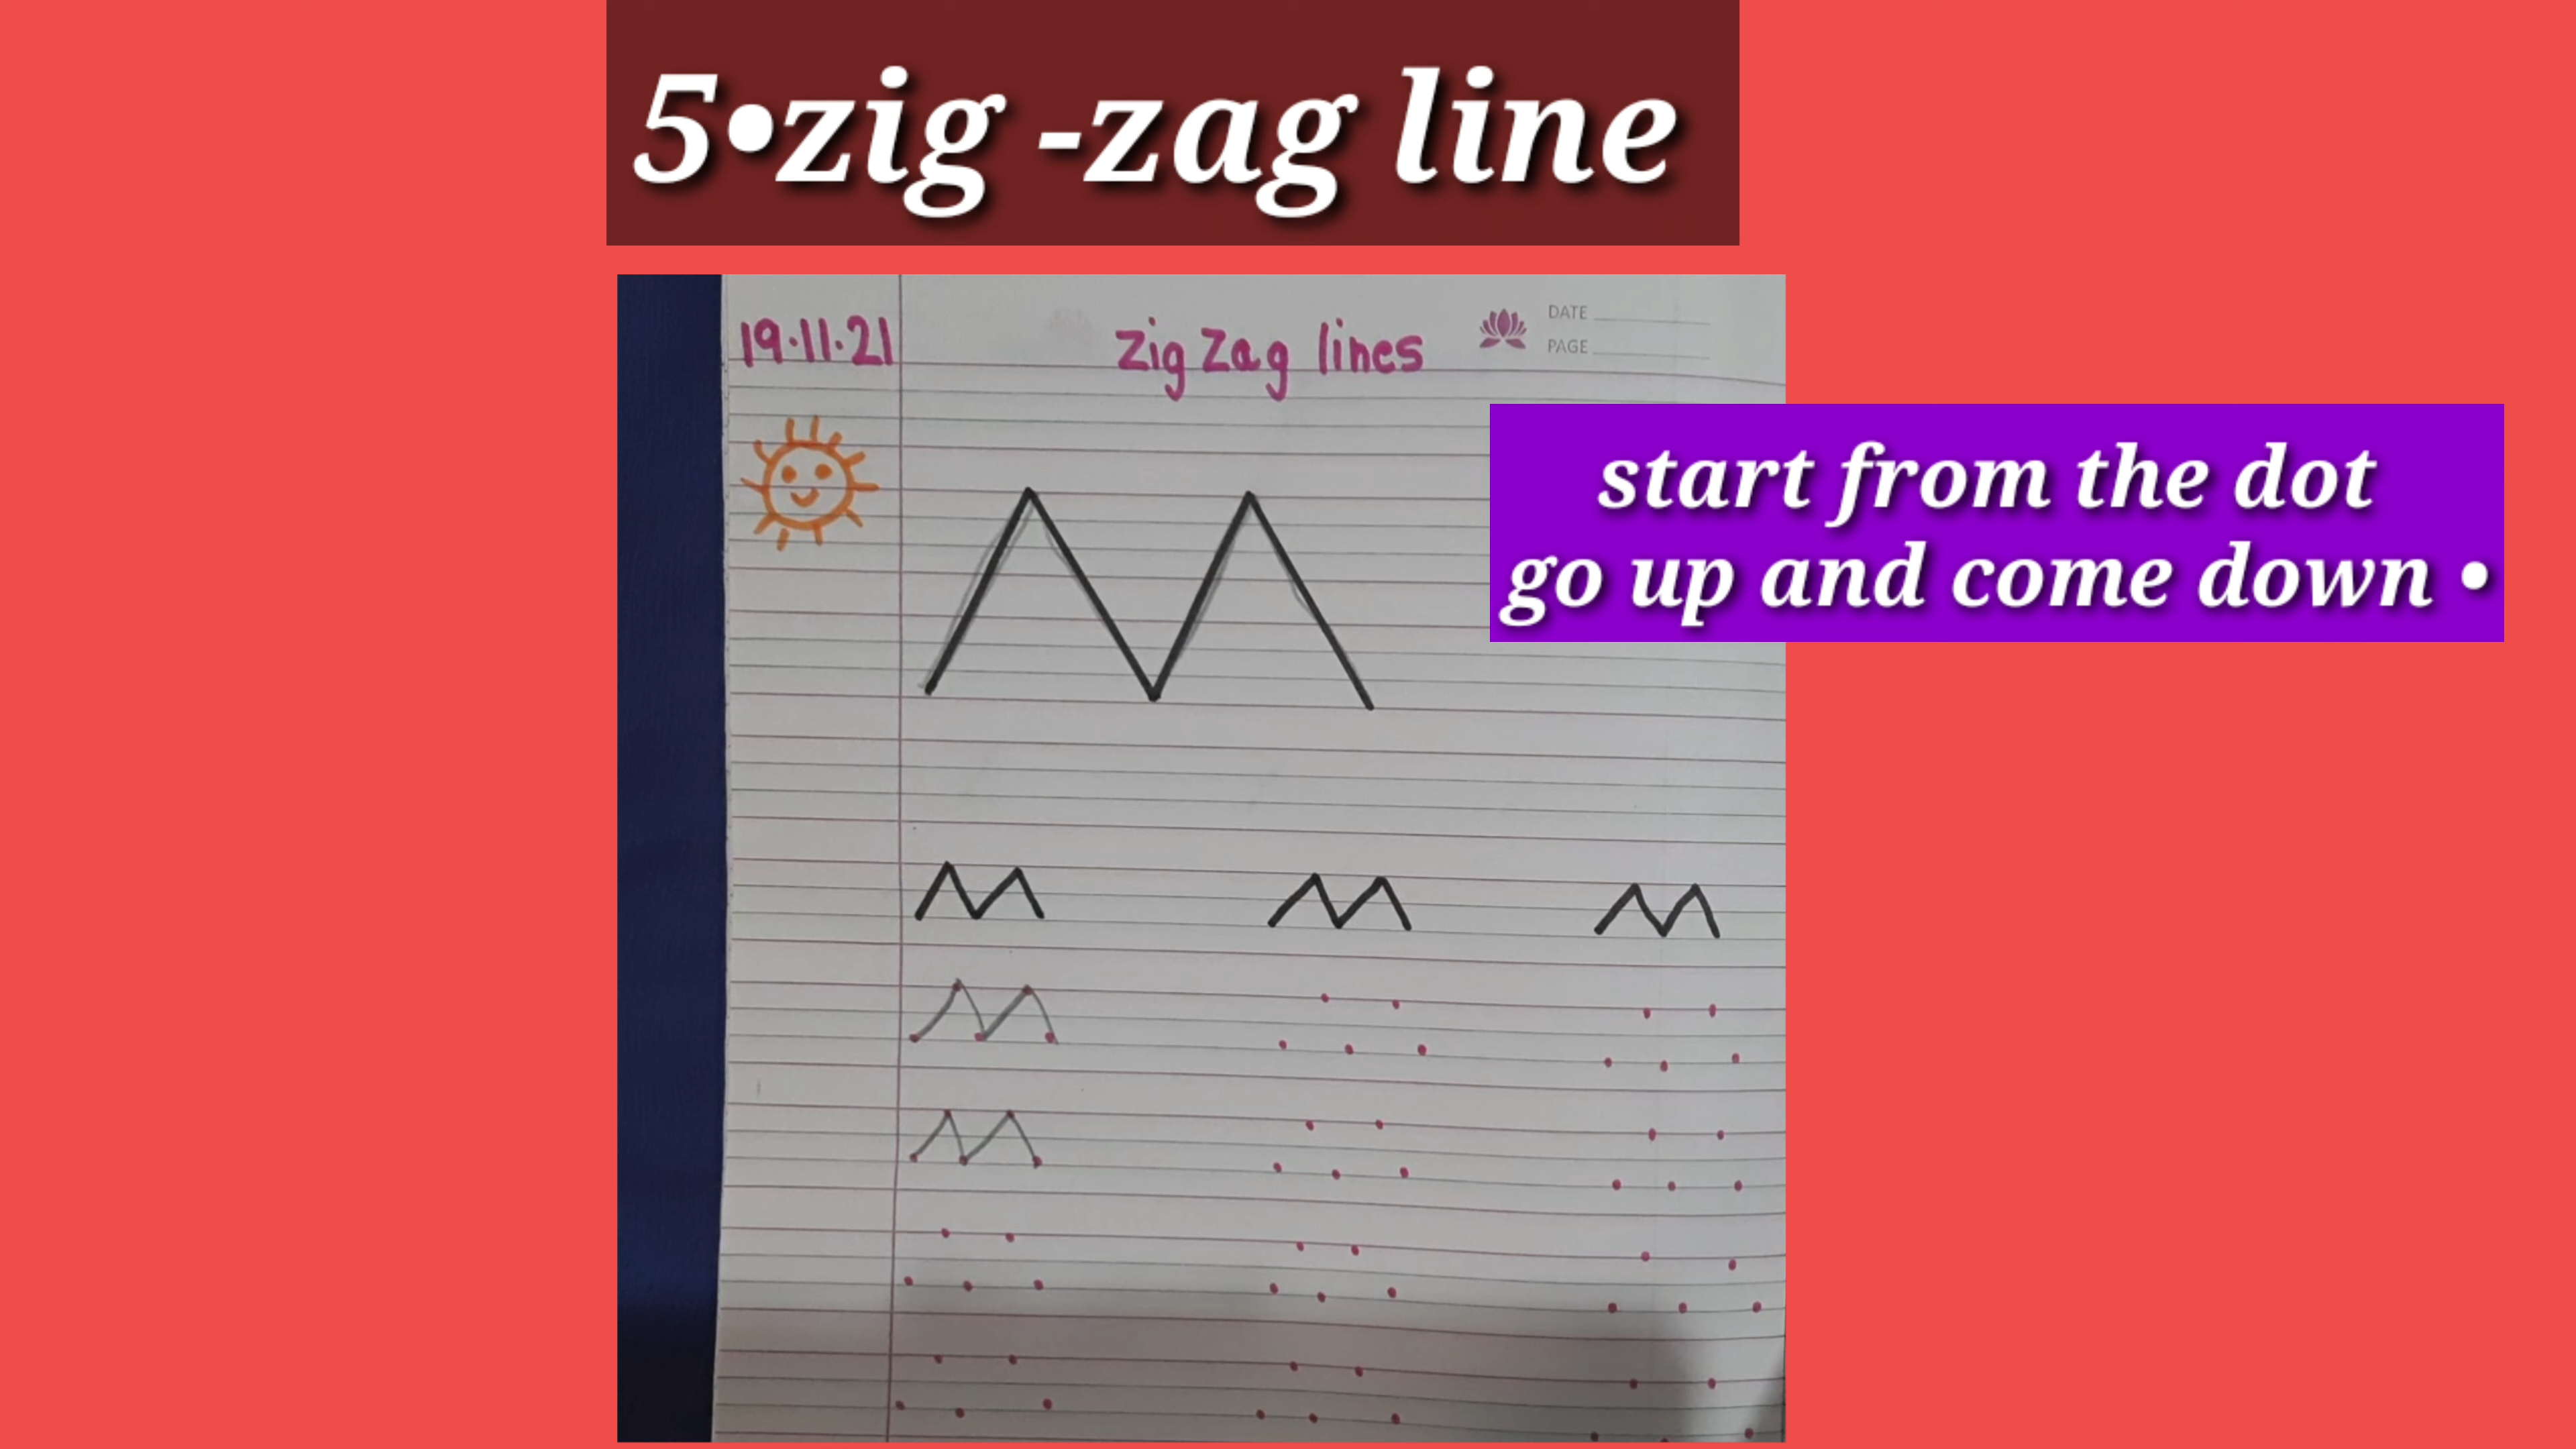 5•zig -zag line
19.11.21
Zig Zag lines
DATE
PAGE
start from the dot
go up and come down •